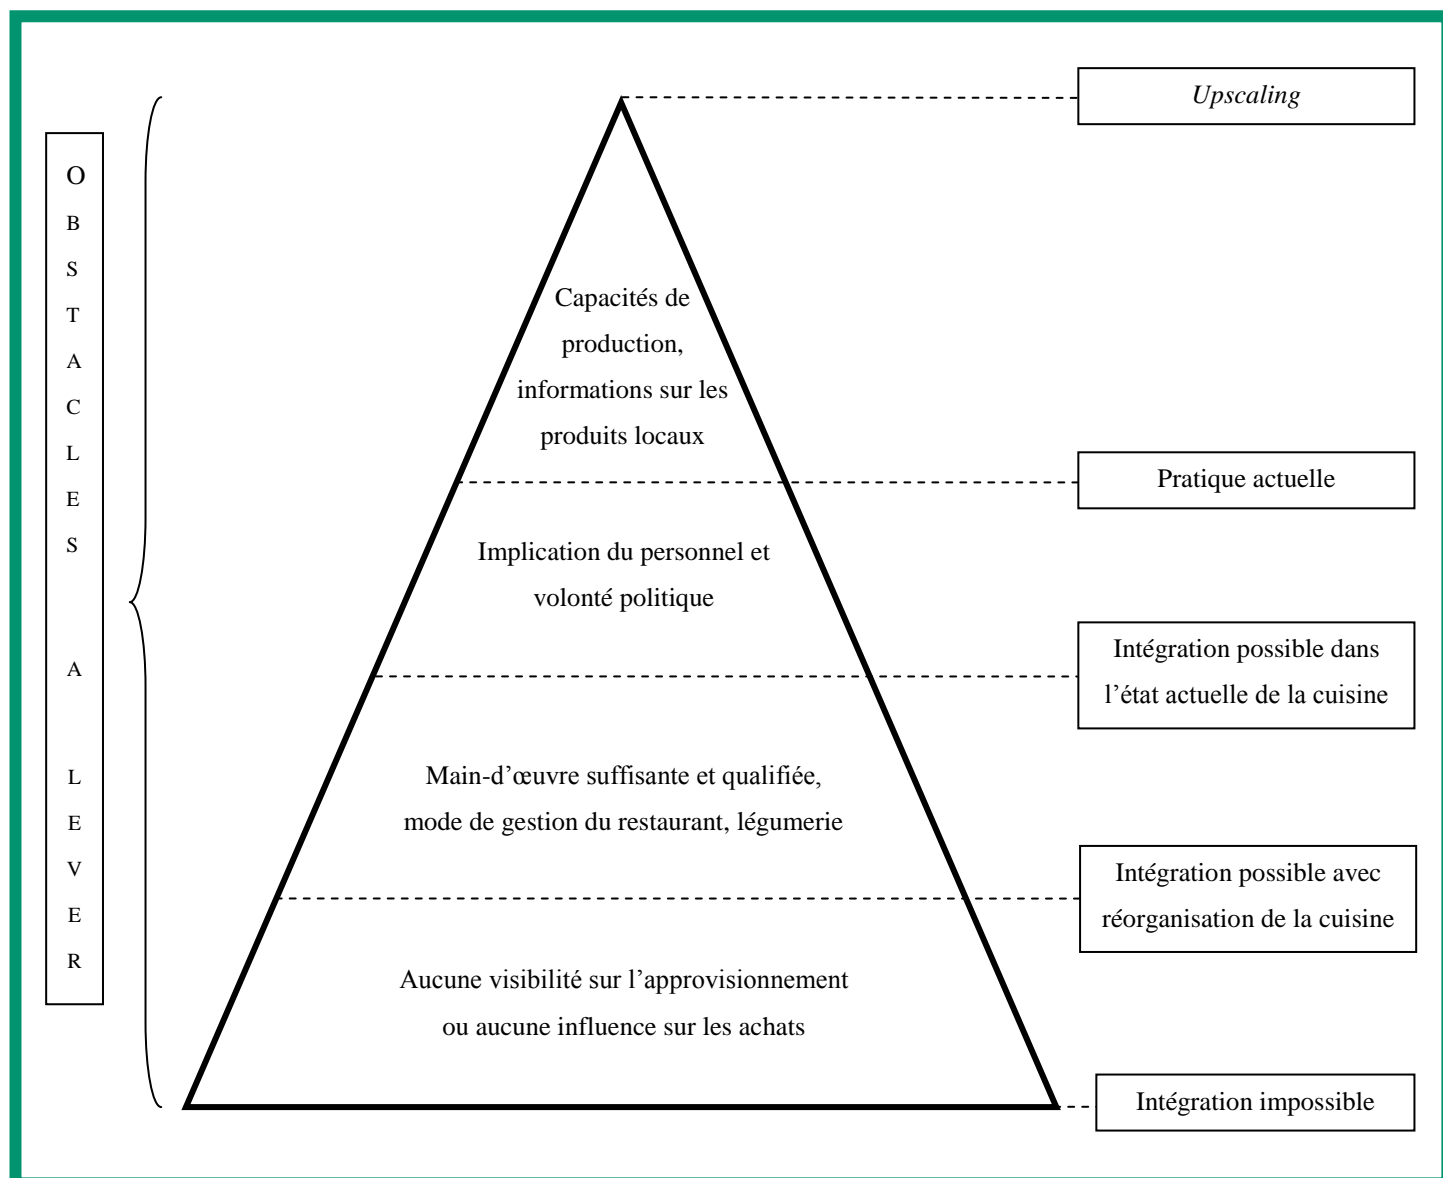 Upscaling
OBSTACLES A LEVER
Capacités de
production,
informations sur les
produits locaux
Pratique actuelle
Implication du personnel et
volonté politique
Intégration possible dans
l’état actuelle de la cuisine
Main-d’œuvre suffisante et qualifiée,
mode de gestion du restaurant, légumerie
Intégration possible avec
réorganisation de la cuisine
Aucune visibilité sur l’approvisionnement
ou aucune influence sur les achats
Intégration impossible